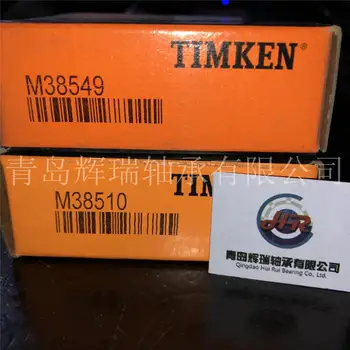 TIMKEN®
M38549
青岛辉瑞轴承有限公司
TIM
M38510
HR
青岛辉瑞轴承有限公司
Qingdao Hui Rui Bearing Co., Ltd.